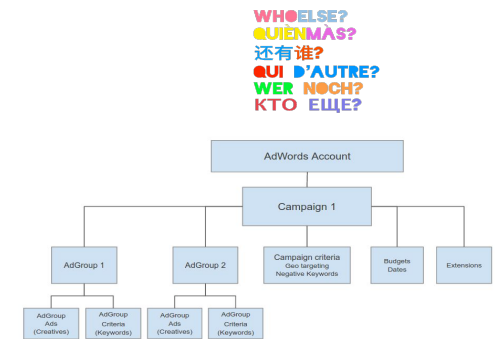 WHOELSE?
QUIÈNMÀS?
还有谁?
QUI D'AUTRE?
WER NOCH?
КТО ЕЩЕ?
AdWords Account
Campaign 1
AdGroup 1
AdGroup 2
Campaign criteria
Geo targeting
Negative Keywords
Budgets
Dates
Extensions
AdGroup
Ads
(Creatives)
AdGroup
Criteria
(Keywords)
AdGroup
Ads
(Creatives)
AdGroup
Criteria
(Keywords)